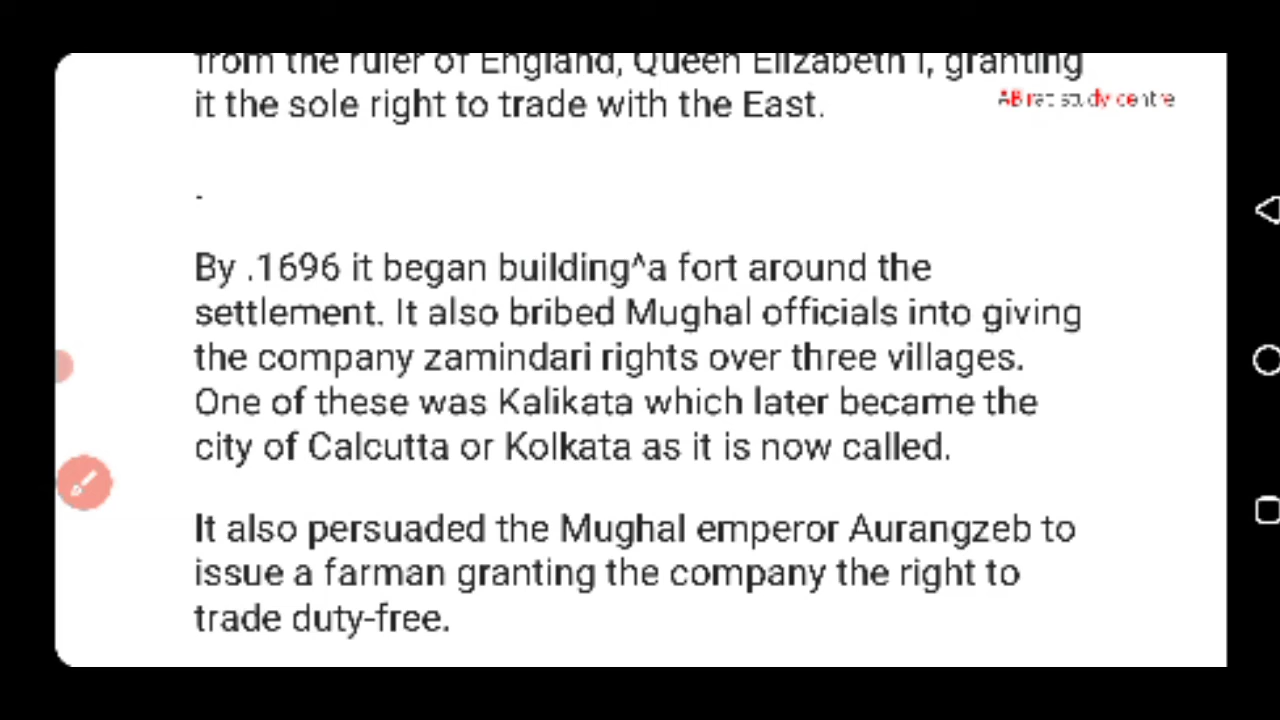 from the ruler of England, Queen Elizabeth I, granting
it the sole right to trade with the East.
study centre
-
By .1696 it began building^a fort around the
settlement. It also bribed Mughal officials into giving
the company zamindari rights over three villages.
One of these was Kalikata which later became the
city of Calcutta or Kolkata as it is now called.
It also persuaded the Mughal emperor Aurangzeb to
issue a farman granting the company the right to
trade duty-free.